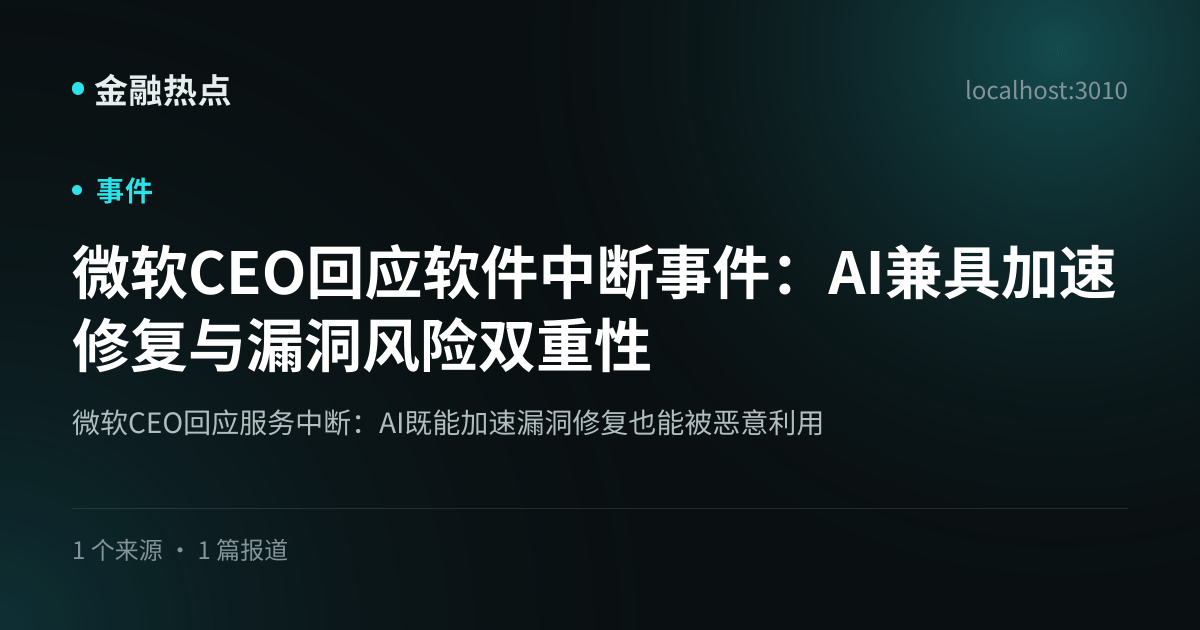 金融热点
localhost:3010
事件
微软CEO回应软件中断事件：AI兼具加速
修复与漏洞风险双重性
微软CEO回应服务中断：AI既能加速漏洞修复也能被恶意利用
1 个来源 · 1 篇报道